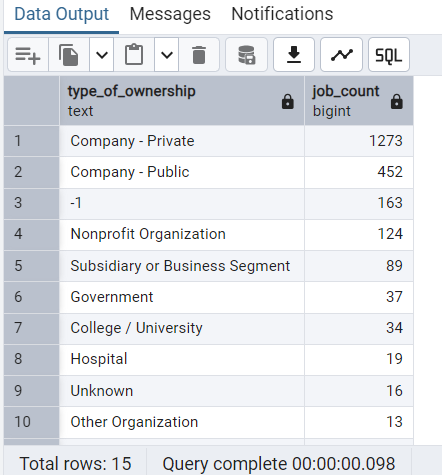 Data Output Messages Notifications
SQL
type_of_ownership job_count
text bigint
1 Company - Private 1273
2 Company - Public 452
3 -1 163
4 Nonprofit Organization 124
5 Subsidiary or Business Segment 89
6 Government 37
7 College / University 34
8 Hospital 19
9 Unknown 16
10 Other Organization 13
Total rows: 15 Query complete 00:00:00.098